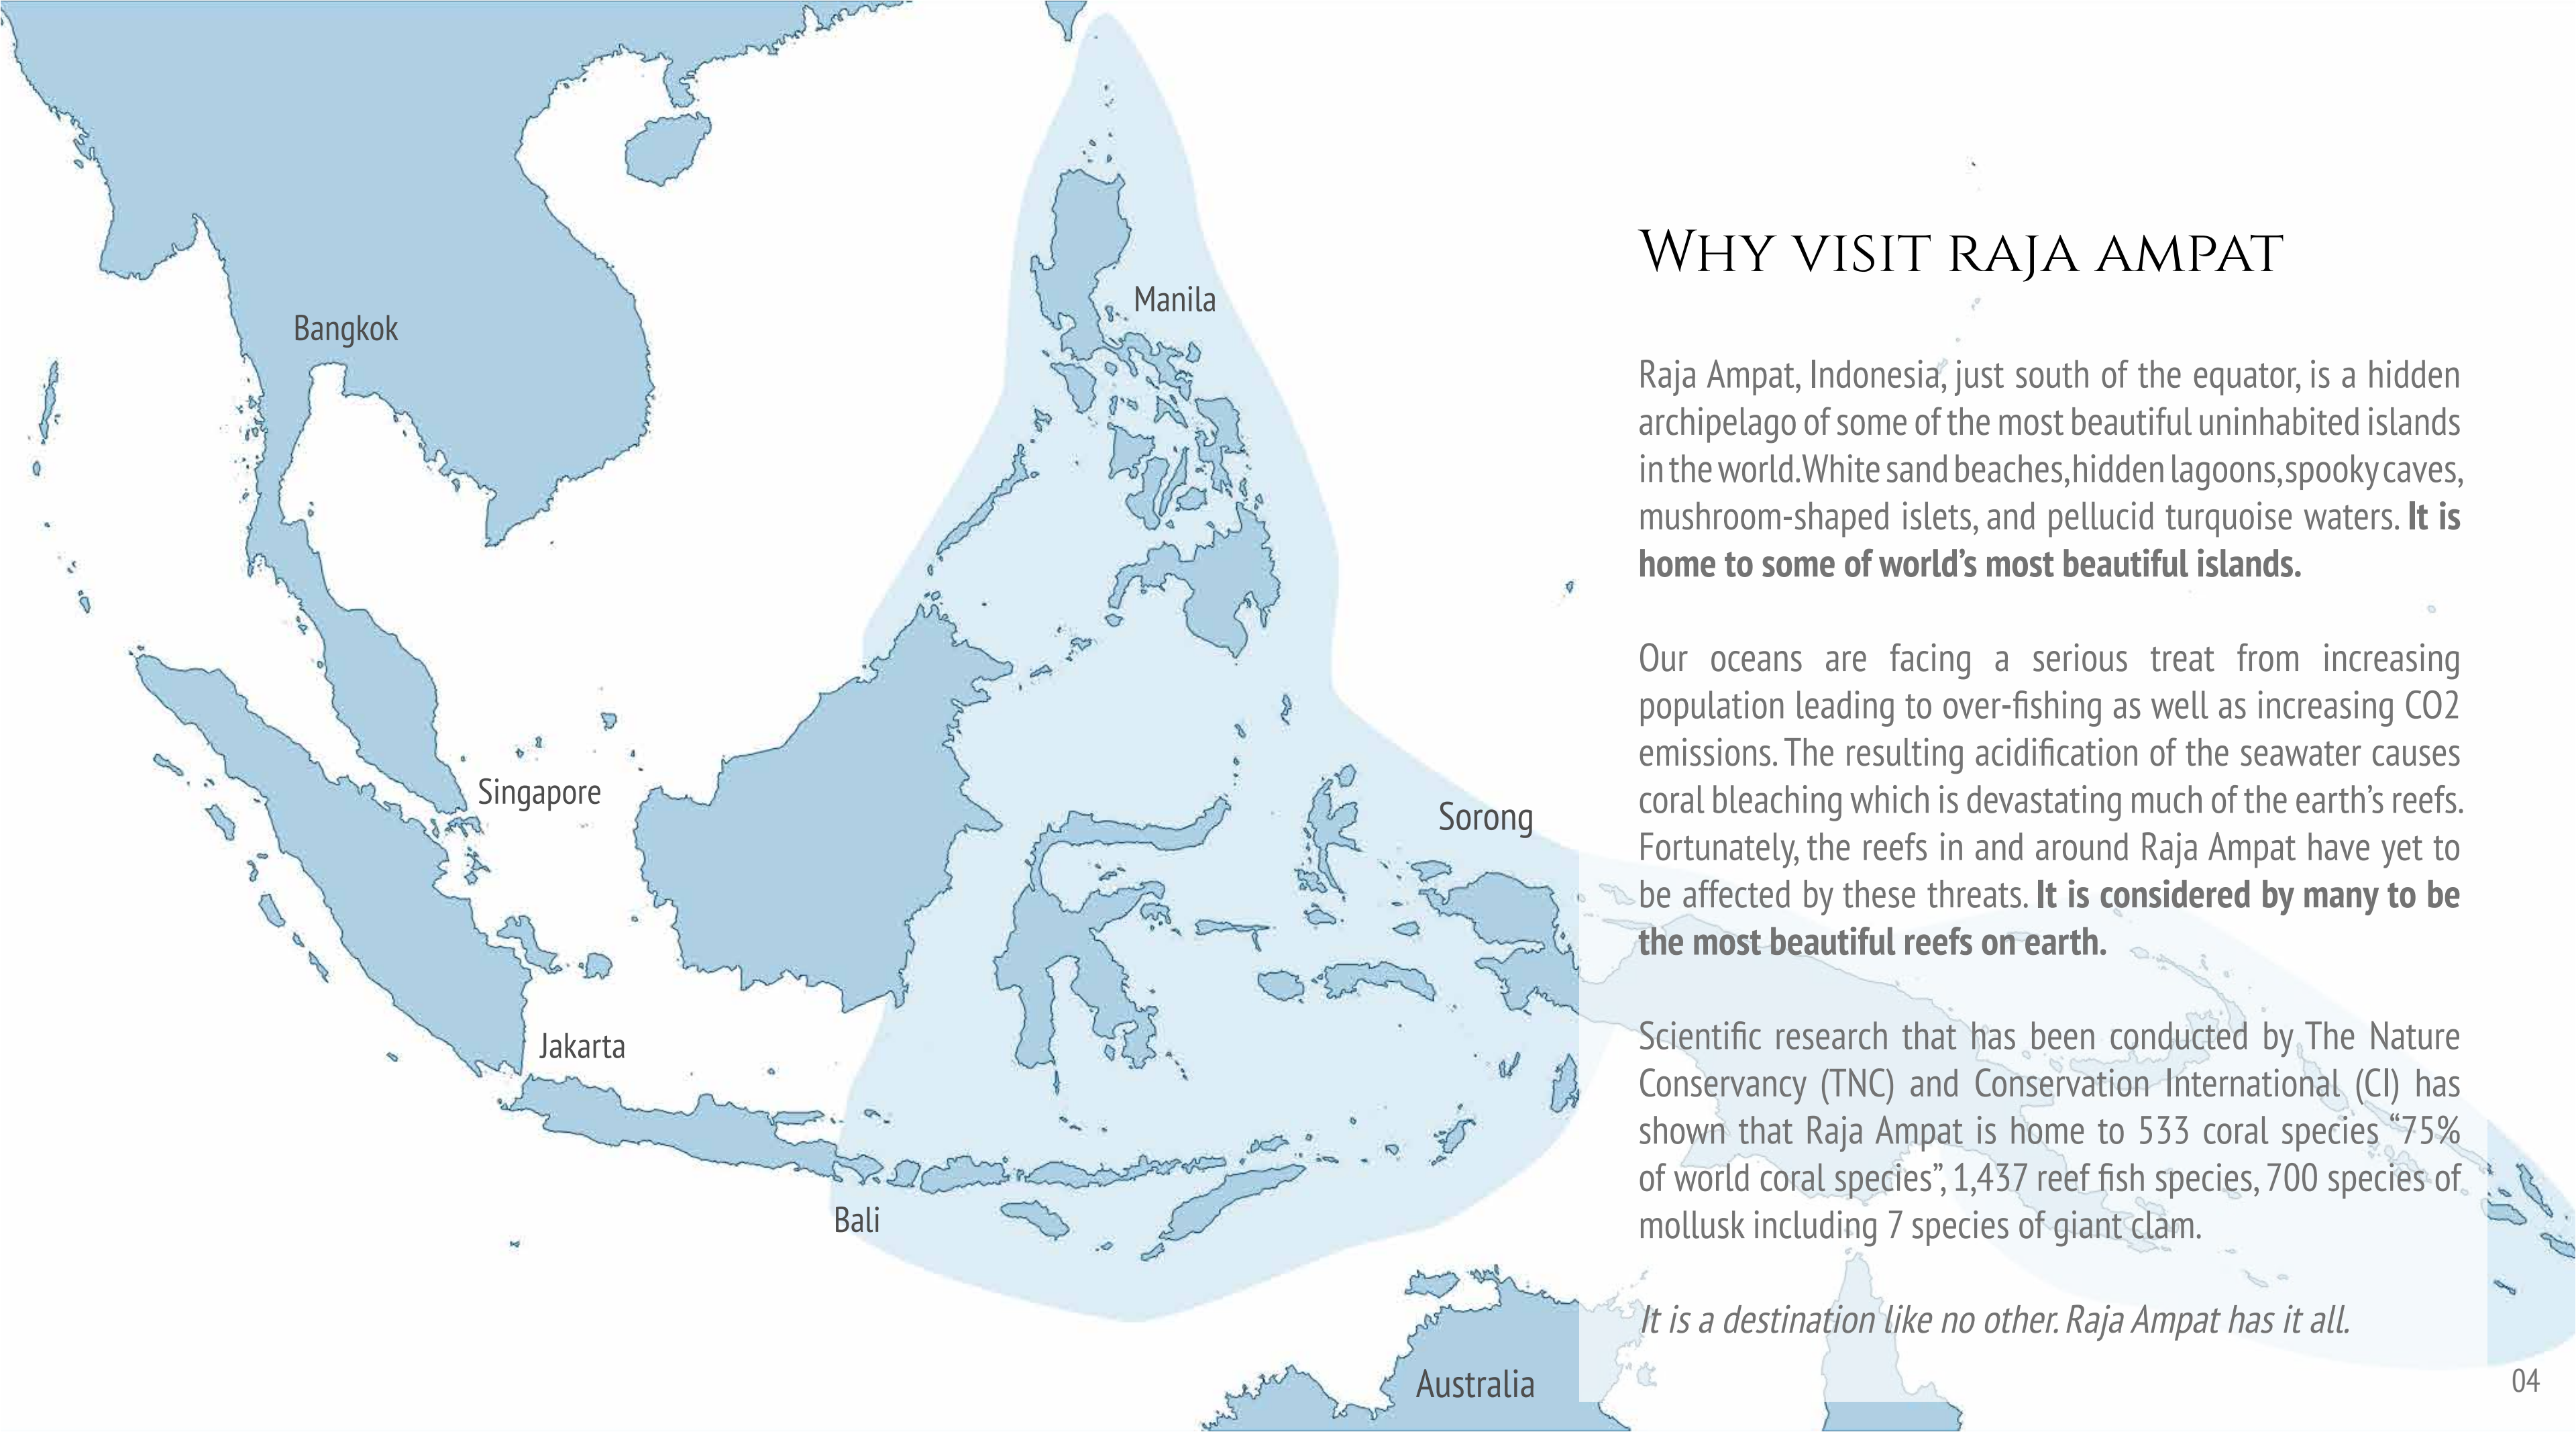 Why visit raja ampat
Manila
Bangkok
Raja Ampat, Indonesia, just south of the equator, is a hidden
archipelago of some of the most beautiful uninhabited islands
in the world. White sand beaches, hidden lagoons, spooky caves,
mushroom-shaped islets, and pellucid turquoise waters. It is
home to some of world's most beautiful islands.
Our oceans are facing a serious treat from increasing
population leading to over-fishing as well as increasing CO2
emissions. The resulting acidification of the seawater causes
coral bleaching which is devastating much of the earth's reefs.
Fortunately, the reefs in and around Raja Ampat have yet to
be affected by these threats. It is considered by many to be
the most beautiful reefs on earth.
Singapore
Sorong
Scientific research that has been conducted by The Nature
Conservancy (TNC) and Conservation International (CI) has
shown that Raja Ampat is home to 533 coral species “75%
of world coral species”, 1,437 reef fish species, 700 species of
mollusk including 7 species of giant clam.
Jakarta
Bali
It is a destination like no other. Raja Ampat has it all.
Australia
04